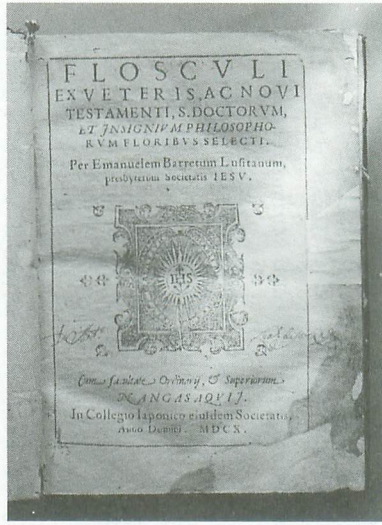 FLOSCVLI
EX VETERIS, AC NOVI
TESTAMENTI, S. DOCTORVM,
ET INSIGNIVM PHILOSOPHO-
RVM FLORIBVS SELECTI.
Per Emanuelem Barretum Lusitanum,
presbyterum Societatis IESV.
IHS
Cum facultate Ordinarij, & Superiorum
NANGASAQVIJ.
In Collegio Iaponico eiusdem Societatis,
Anno Domini. MDCX.